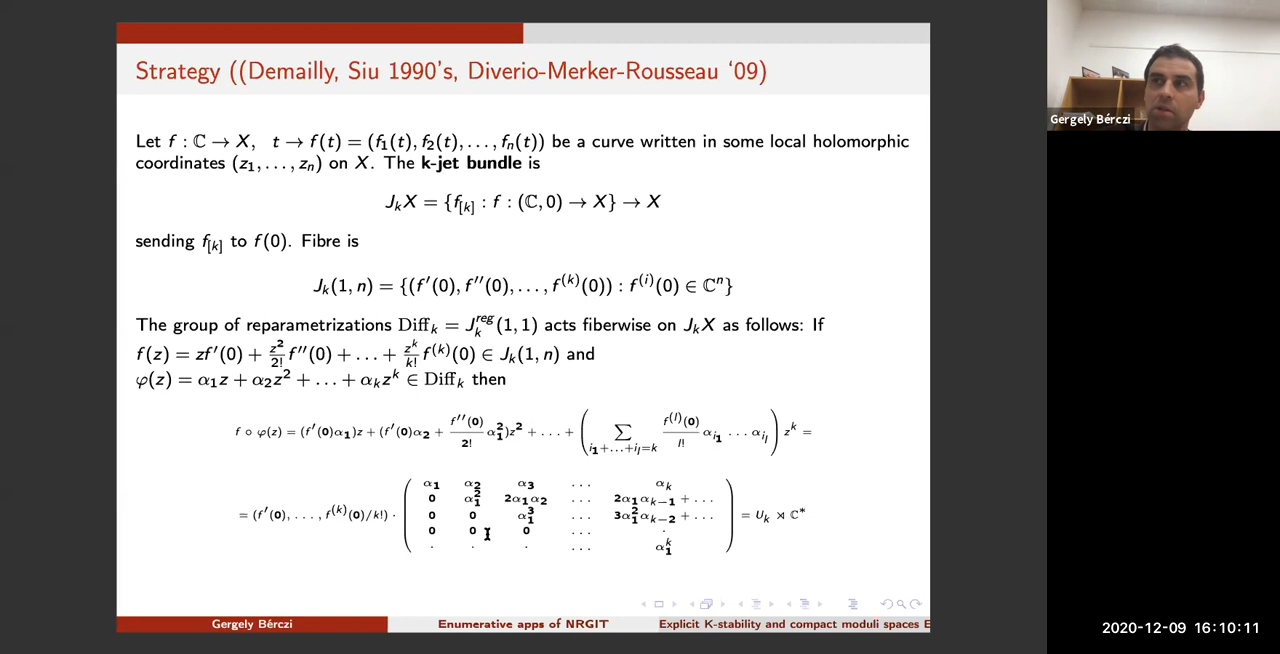 Strategy ((Demailly, Siu 1990's, Diverio-Merker-Rousseau '09)
Let f : ℂ → X, t → f(t) = (f₁(t), f₂(t), . . . , fₙ(t)) be a curve written in some local holomorphic
coordinates (z₁, . . . , zₙ) on X. The k-jet bundle is
JₖX = {f_[k] : f : (ℂ, 0) → X} → X
sending f_[k] to f(0). Fibre is
Jₖ(1, n) = {(f′(0), f″(0), . . . , f^(k)(0)) : f^(i)(0) ∈ ℂⁿ}
The group of reparametrizations Diffₖ = Jₖ^reg(1, 1) acts fiberwise on JₖX as follows: If
f(z) = zf′(0) + z²/2! f″(0) + . . . + zᵏ/k! f^(k)(0) ∈ Jₖ(1, n) and
φ(z) = α₁z + α₂z² + . . . + αₖzᵏ ∈ Diffₖ then
f ∘ φ(z) = (f′(0)α₁)z + (f′(0)α₂ + f″(0)/2! α₁²)z² + . . . + ( ∑_{i₁+...+iₗ=k} f^(l)(0)/l! α_{i₁} . . . α_{iₗ} ) zᵏ =
= (f′(0), . . . , f^(k)(0)/k!) · ( α₁ α₂ α₃ . . . αₖ
0 α₁² 2α₁α₂ . . . 2α₁αₖ₋₁ + . . .
0 0 α₁³ . . . 3α₁²αₖ₋₂ + . . .
0 0 0 . . . ·
· · · . . . α₁ᵏ ) = Uₖ ⋊ ℂ*
Gergely Bérczi Enumerative apps of NRGIT Explicit K-stability and compact moduli spaces E
Gergely Bérczi
2020-12-09 16:10:11